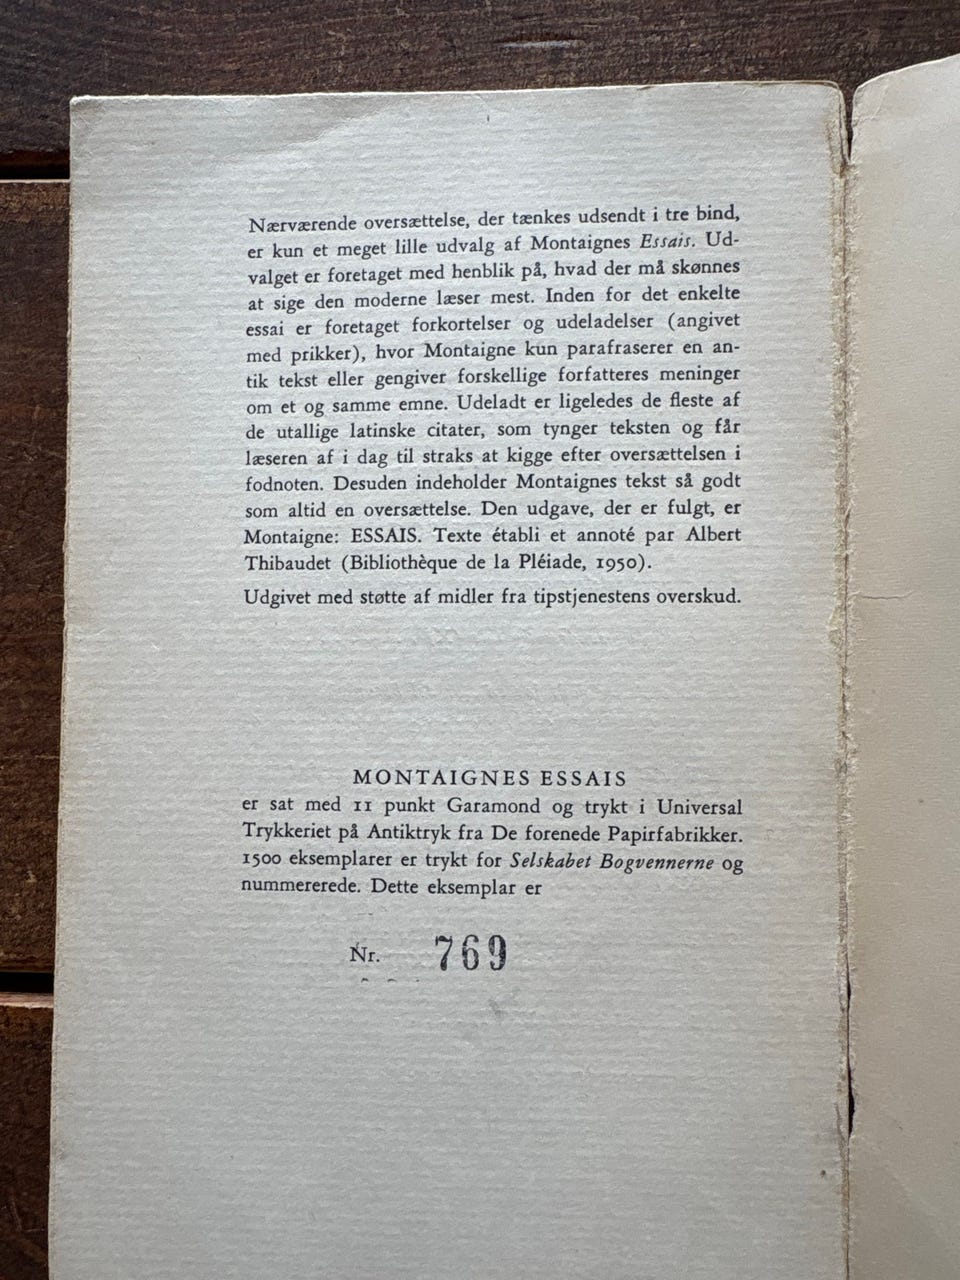 Nærværende oversættelse, der tænkes udsendt i tre bind,
er kun et meget lille udvalg af Montaignes Essais. Ud-
valget er foretaget med henblik på, hvad der må skønnes
at sige den moderne læser mest. Inden for det enkelte
essai er foretaget forkortelser og udeladelser (angivet
med prikker), hvor Montaigne kun parafraserer en an-
tik tekst eller gengiver forskellige forfatteres meninger
om et og samme emne. Udeladt er ligeledes de fleste af
de utallige latinske citater, som tynger teksten og får
læseren af i dag til straks at kigge efter oversættelsen i
fodnoten. Desuden indeholder Montaignes tekst så godt
som altid en oversættelse. Den udgave, der er fulgt, er
Montaigne: ESSAIS. Texte établi et annoté par Albert
Thibaudet (Bibliothèque de la Pléiade, 1950).
Udgivet med støtte af midler fra tipstjenestens overskud.
MONTAIGNES ESSAIS
er sat med 11 punkt Garamond og trykt i Universal
Trykkeriet på Antiktryk fra De forenede Papirfabrikker.
1500 eksemplarer er trykt for Selskabet Bogvennerne og
nummererede. Dette eksemplar er
Nr. 769